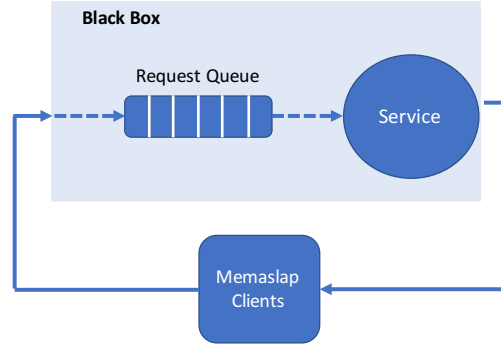 Black Box
Request Queue
Service
Memaslap
Clients